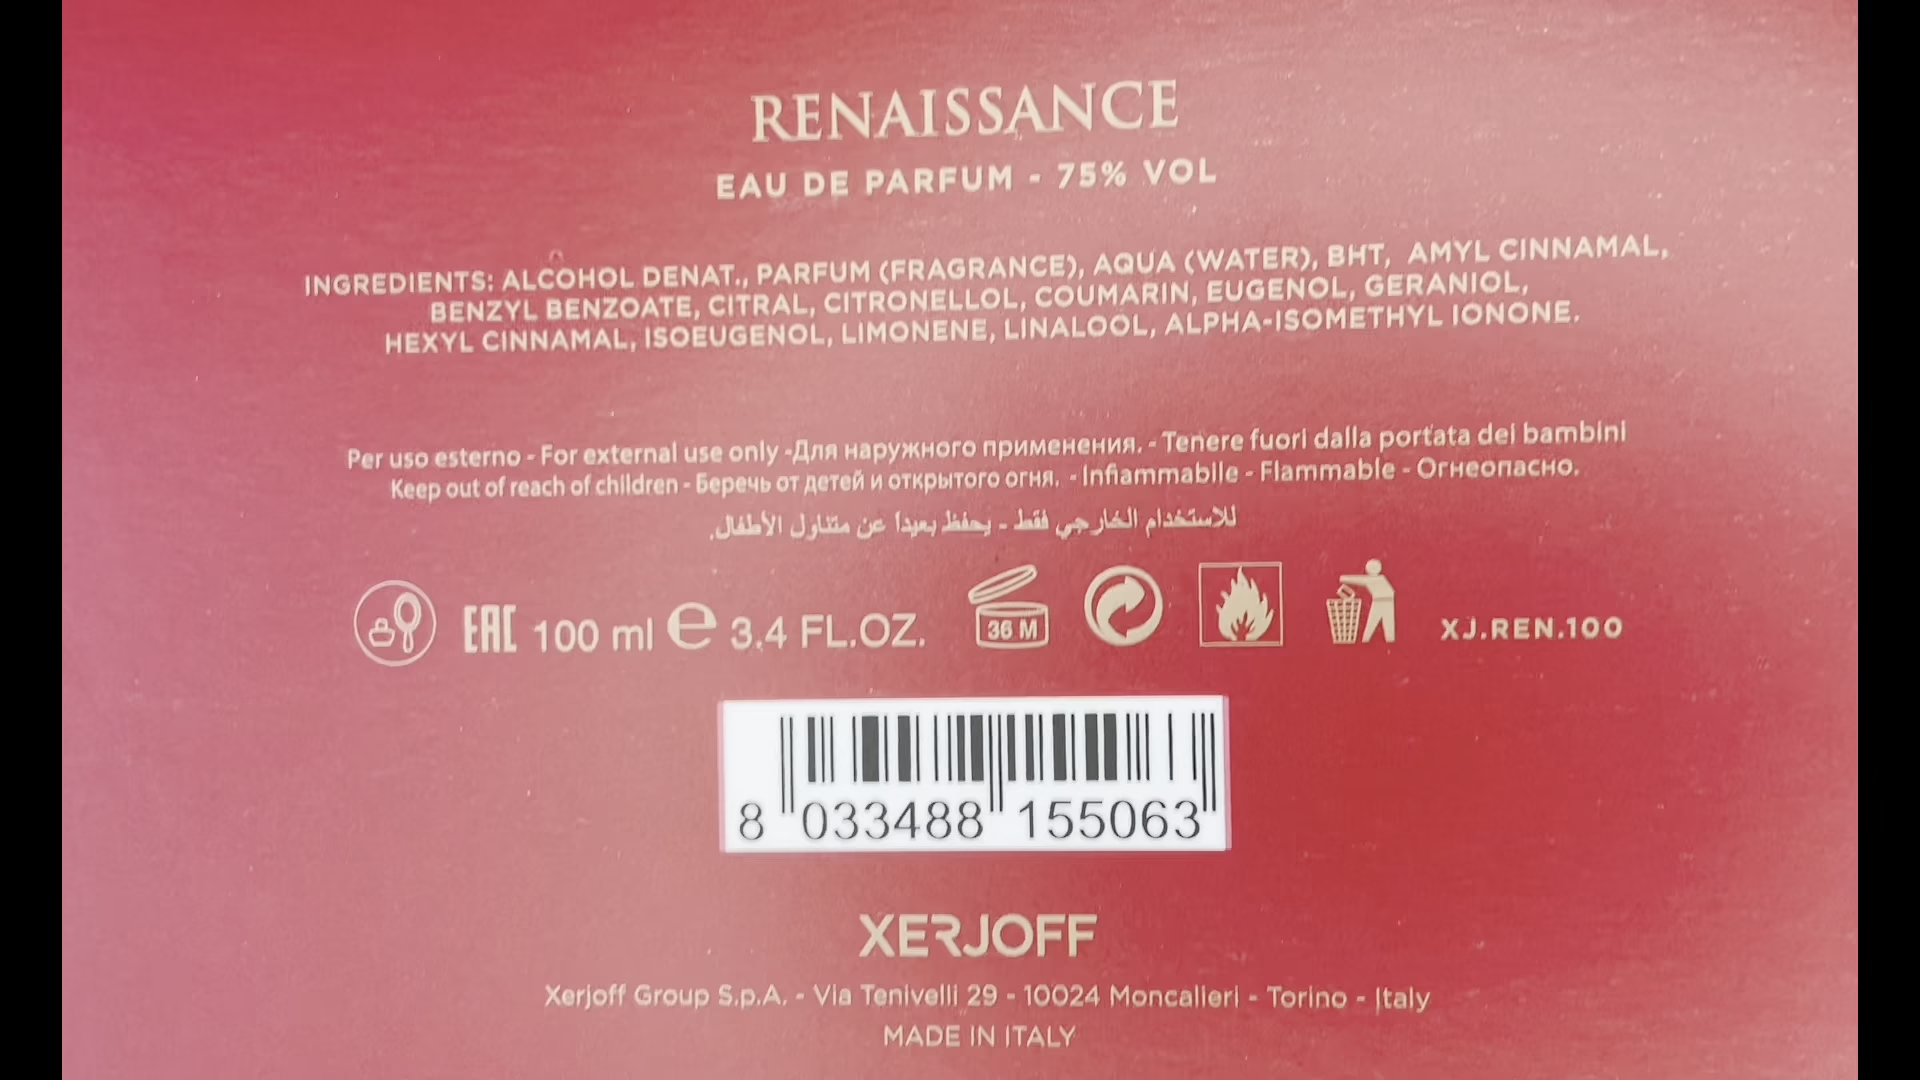 RENAISSANCE
EAU DE PARFUM - 75% VOL
INGREDIENTS: ALCOHOL DENAT., PARFUM (FRAGRANCE), AQUA (WATER), BHT, AMYL CINNAMAL,
BENZYL BENZOATE, CITRAL, CITRONELLOL, COUMARIN, EUGENOL, GERANIOL,
HEXYL CINNAMAL, ISOEUGENOL, LIMONENE, LINALOOL, ALPHA-ISOMETHYL IONONE.
Per uso esterno - For external use only -Для наружного применения. - Tenere fuori dalla portata dei bambini
Keep out of reach of children - Беречь от детей и открытого огня. - Infiammabile - Flammable - Огнеопасно.
للاستخدام الخارجي فقط - يحفظ بعيداً عن متناول الأطفال.
EAC 100 ml e 3.4 FL.OZ. 36 M XJ.REN.100
8 033488 155063
XERJOFF
Xerjoff Group S.p.A. - Via Tenivelli 29 - 10024 Moncalieri - Torino - Italy
MADE IN ITALY